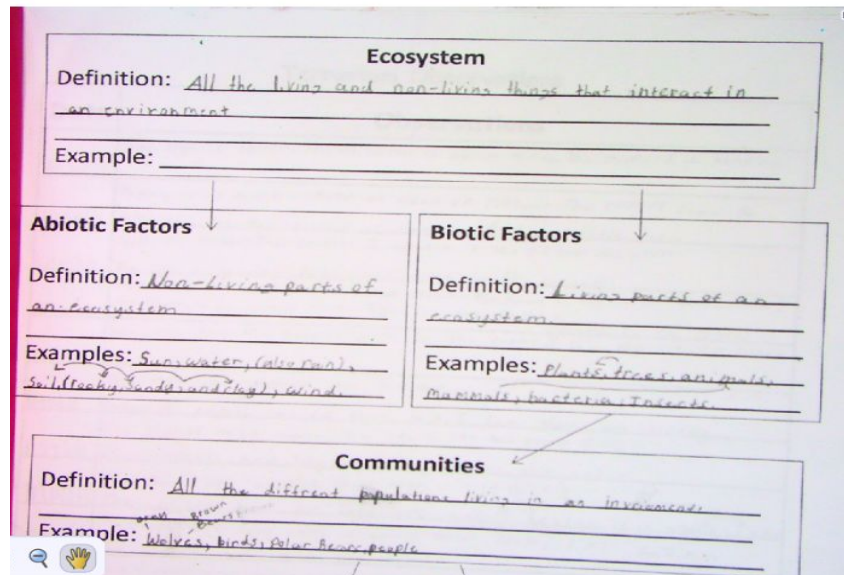 Ecosystem
Definition: All the living and non-living things that interact in
an environment
Example:
Abiotic Factors
Definition: Non-Living parts of
an ecosystem
Examples: Sun, water, (also rain),
Soil, (rocky, sandy, and clay), wind.
Biotic Factors
Definition: Living parts of an
ecosystem
Examples: Plants, trees, animals,
mammals, bacteria, Insects.
Communities
Definition: All the diffrent populations living in an
Brown
Bears
Example: Wolves, birds, Polar Bears, people